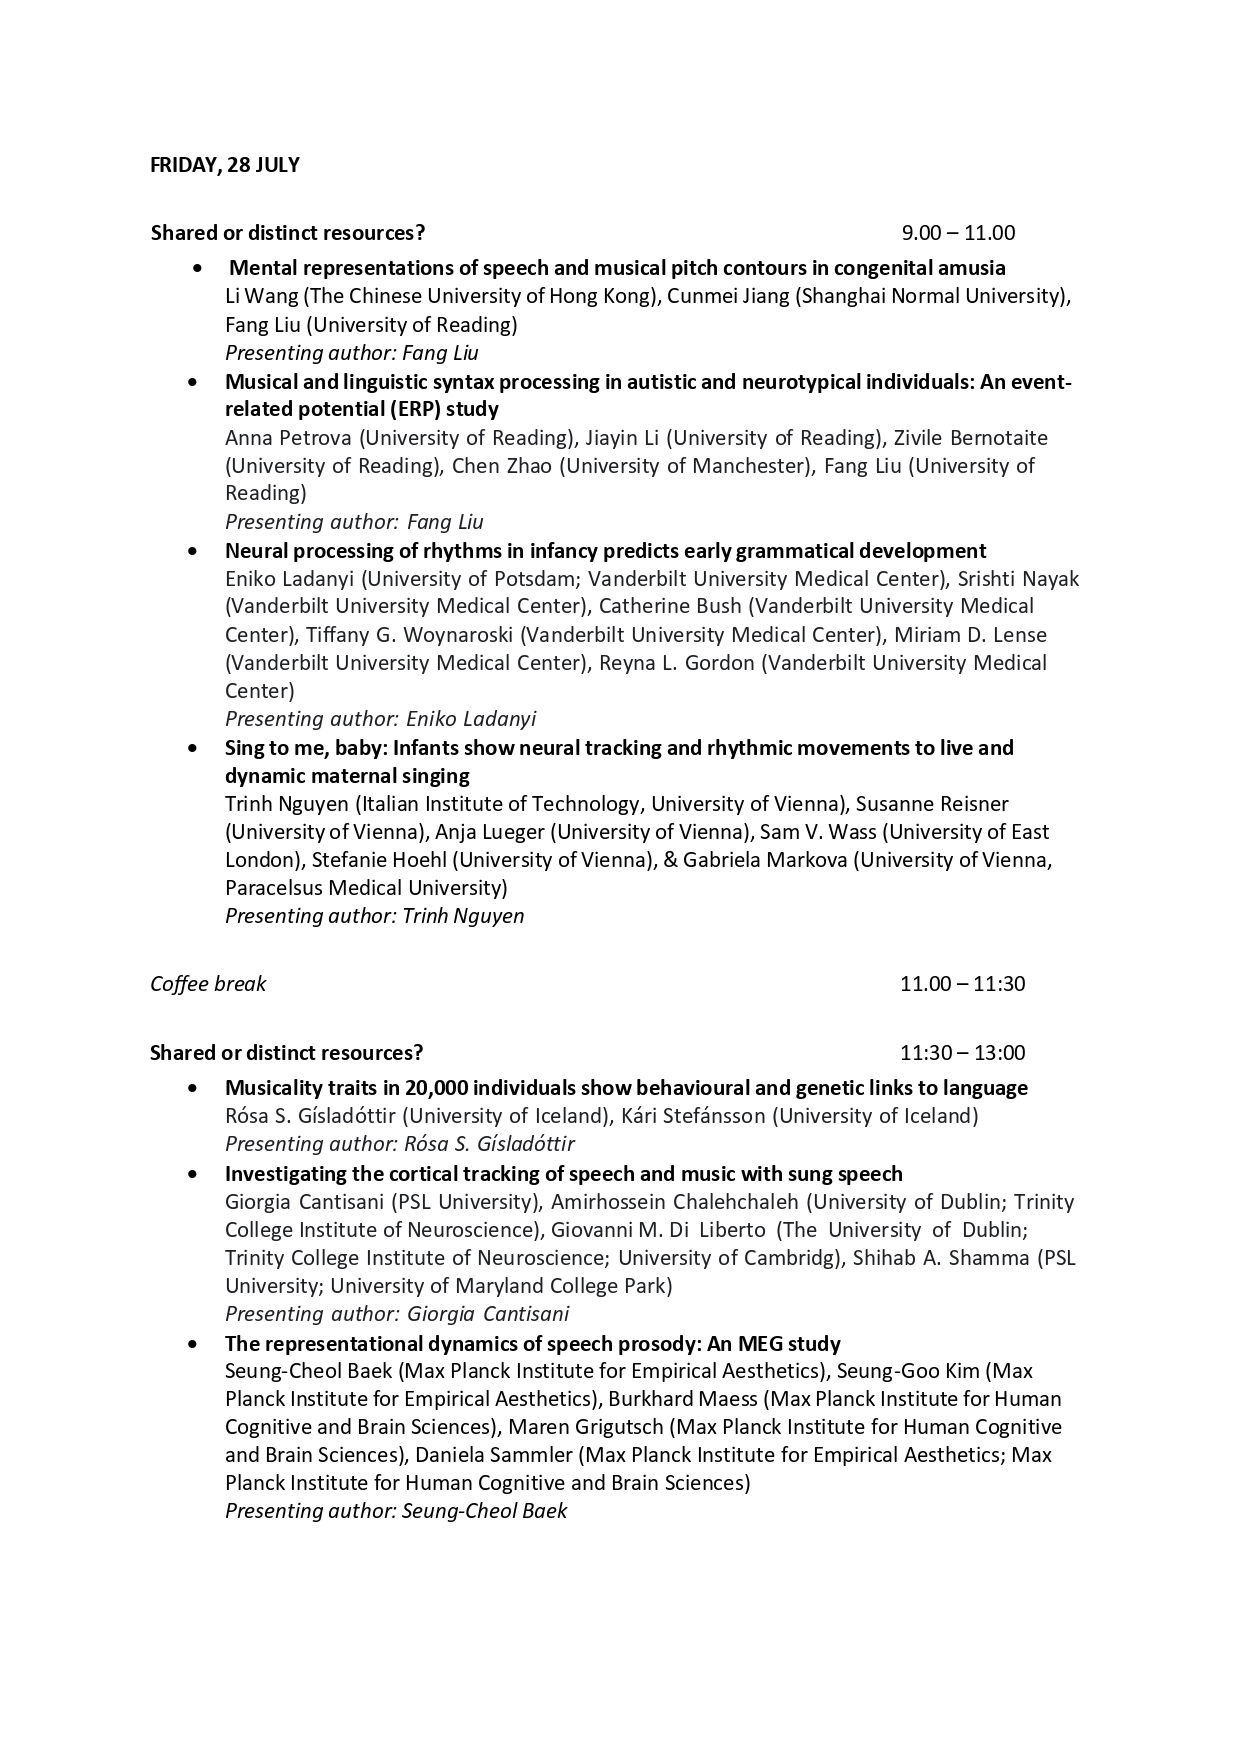 FRIDAY, 28 JULY
Shared or distinct resources? 9.00 – 11.00
• Mental representations of speech and musical pitch contours in congenital amusia
Li Wang (The Chinese University of Hong Kong), Cunmei Jiang (Shanghai Normal University),
Fang Liu (University of Reading)
Presenting author: Fang Liu
• Musical and linguistic syntax processing in autistic and neurotypical individuals: An event-
related potential (ERP) study
Anna Petrova (University of Reading), Jiayin Li (University of Reading), Zivile Bernotaite
(University of Reading), Chen Zhao (University of Manchester), Fang Liu (University of
Reading)
Presenting author: Fang Liu
• Neural processing of rhythms in infancy predicts early grammatical development
Eniko Ladanyi (University of Potsdam; Vanderbilt University Medical Center), Srishti Nayak
(Vanderbilt University Medical Center), Catherine Bush (Vanderbilt University Medical
Center), Tiffany G. Woynaroski (Vanderbilt University Medical Center), Miriam D. Lense
(Vanderbilt University Medical Center), Reyna L. Gordon (Vanderbilt University Medical
Center)
Presenting author: Eniko Ladanyi
• Sing to me, baby: Infants show neural tracking and rhythmic movements to live and
dynamic maternal singing
Trinh Nguyen (Italian Institute of Technology, University of Vienna), Susanne Reisner
(University of Vienna), Anja Lueger (University of Vienna), Sam V. Wass (University of East
London), Stefanie Hoehl (University of Vienna), & Gabriela Markova (University of Vienna,
Paracelsus Medical University)
Presenting author: Trinh Nguyen
Coffee break 11.00 – 11:30
Shared or distinct resources? 11:30 – 13:00
• Musicality traits in 20,000 individuals show behavioural and genetic links to language
Rósa S. Gísladóttir (University of Iceland), Kári Stefánsson (University of Iceland)
Presenting author: Rósa S. Gísladóttir
• Investigating the cortical tracking of speech and music with sung speech
Giorgia Cantisani (PSL University), Amirhossein Chalehchaleh (University of Dublin; Trinity
College Institute of Neuroscience), Giovanni M. Di Liberto (The University of Dublin;
Trinity College Institute of Neuroscience; University of Cambridg), Shihab A. Shamma (PSL
University; University of Maryland College Park)
Presenting author: Giorgia Cantisani
• The representational dynamics of speech prosody: An MEG study
Seung-Cheol Baek (Max Planck Institute for Empirical Aesthetics), Seung-Goo Kim (Max
Planck Institute for Empirical Aesthetics), Burkhard Maess (Max Planck Institute for Human
Cognitive and Brain Sciences), Maren Grigutsch (Max Planck Institute for Human Cognitive
and Brain Sciences), Daniela Sammler (Max Planck Institute for Empirical Aesthetics; Max
Planck Institute for Human Cognitive and Brain Sciences)
Presenting author: Seung-Cheol Baek